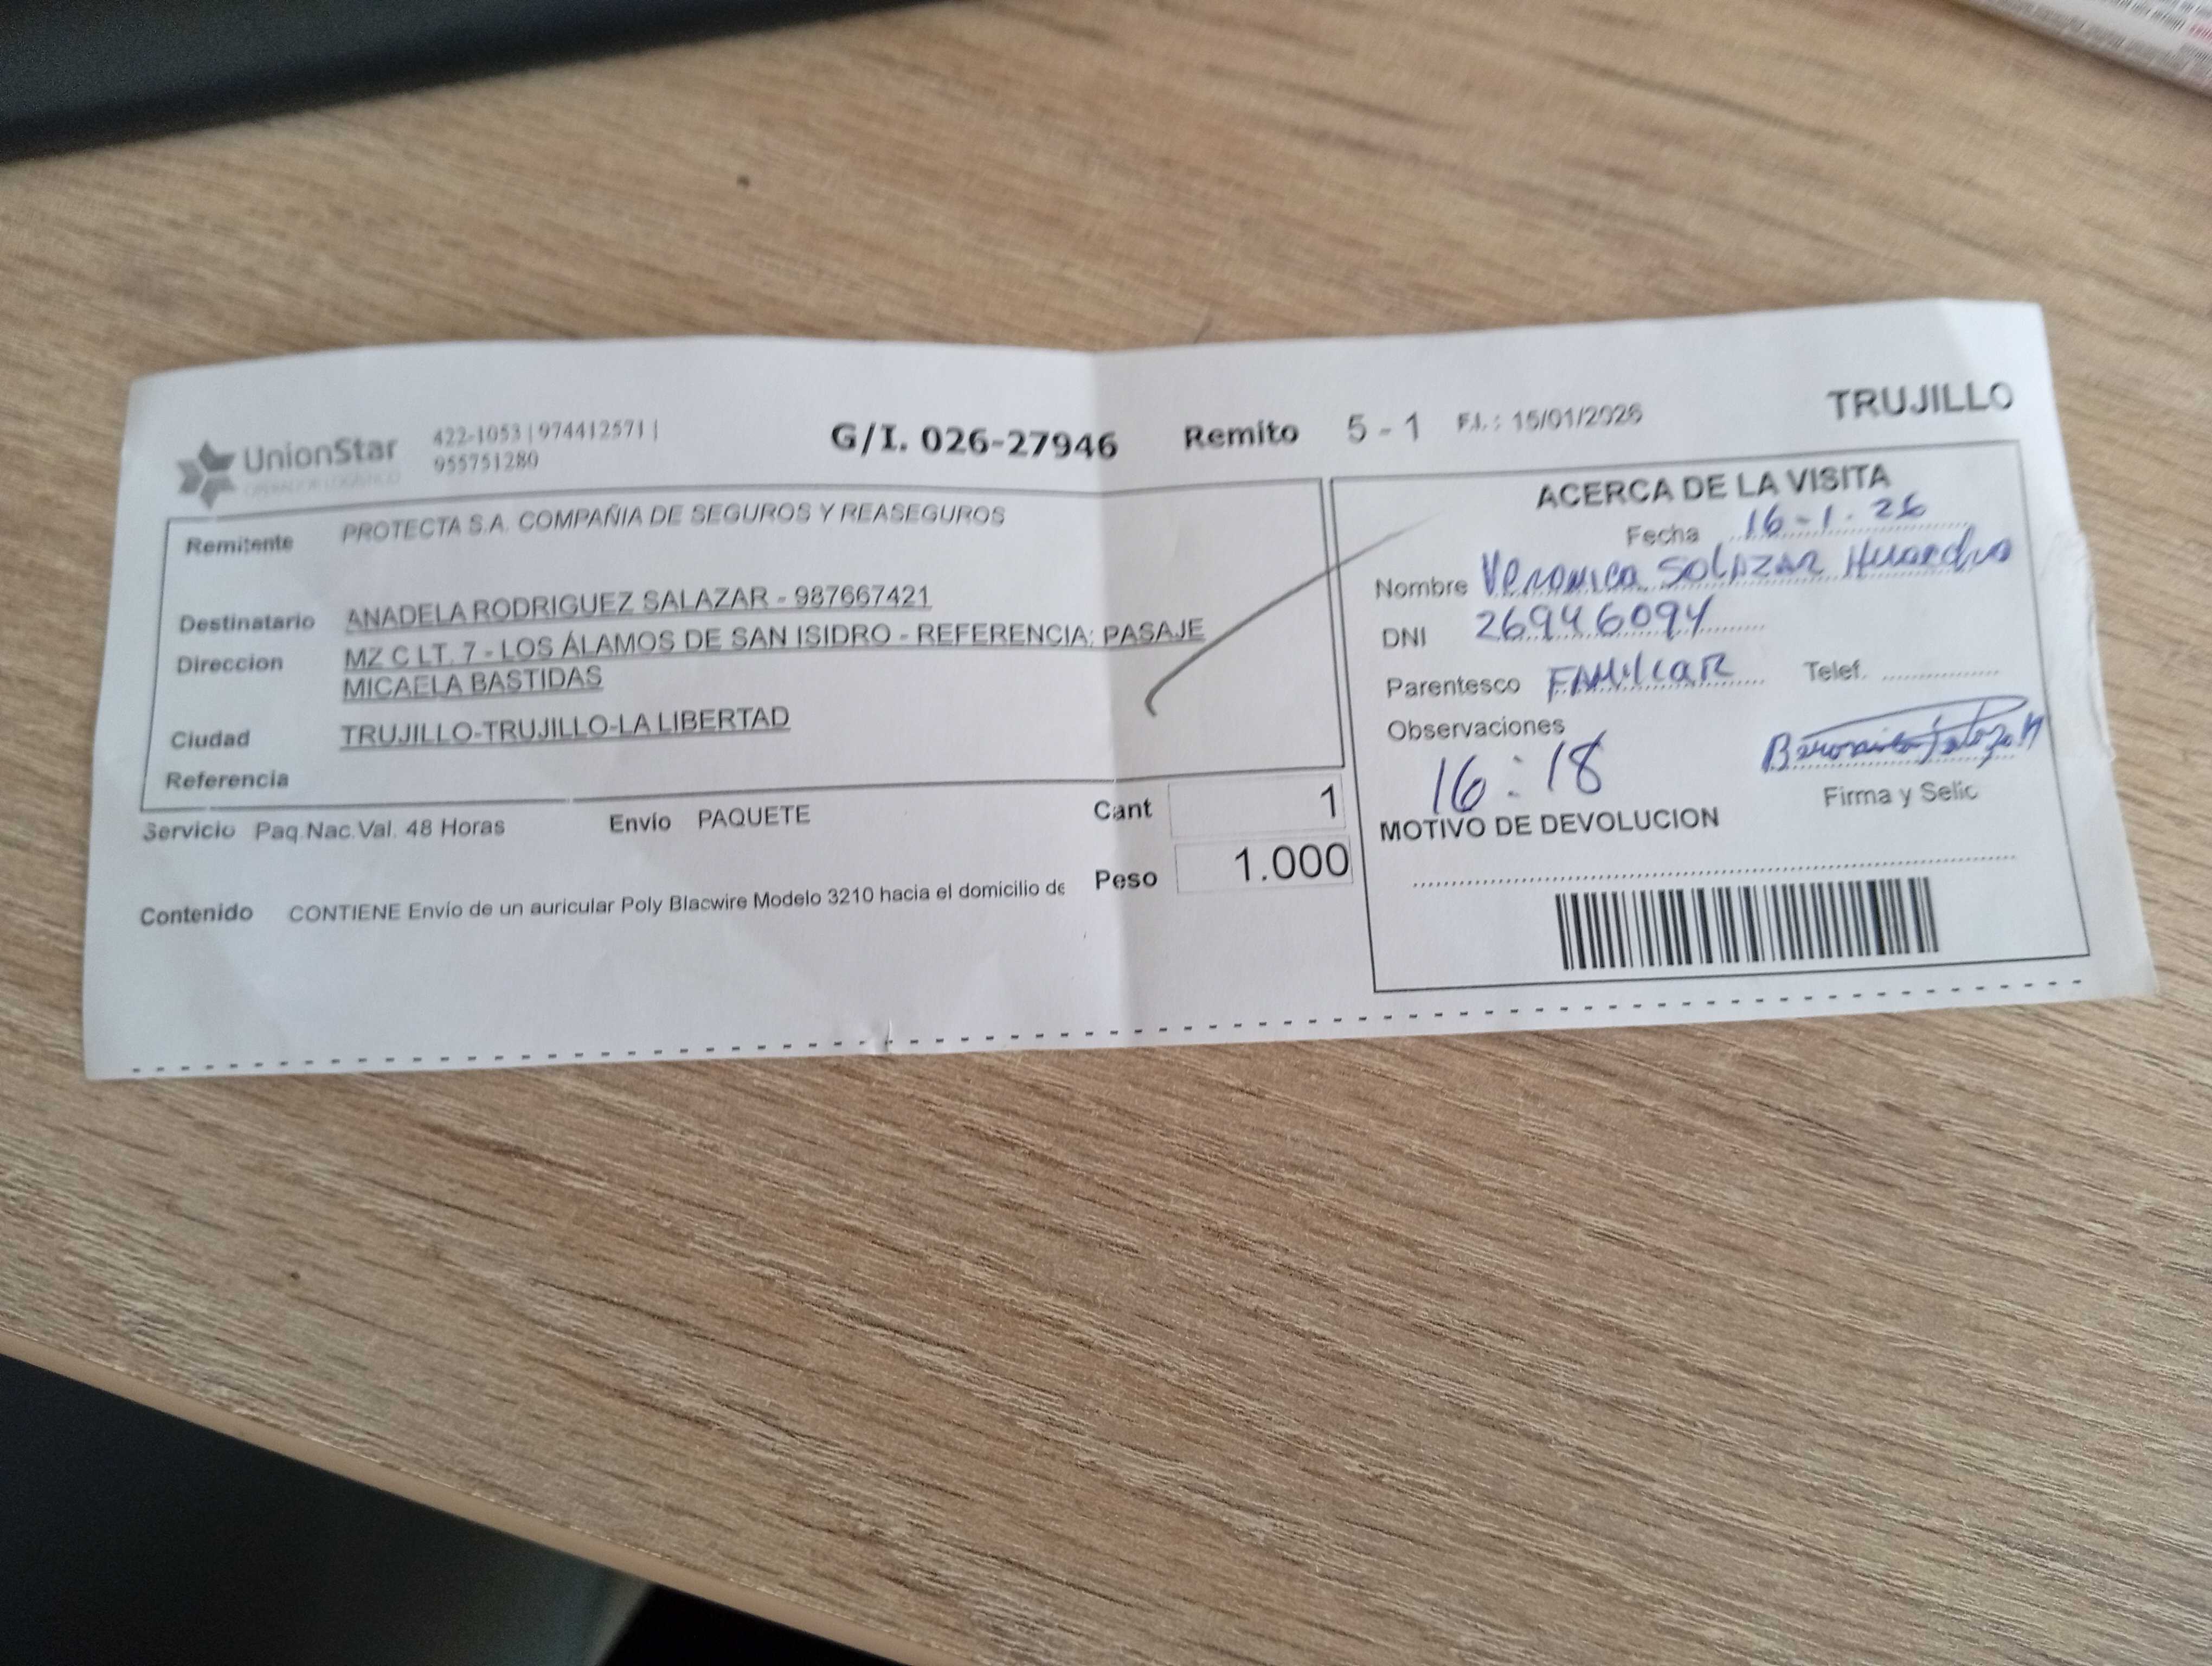 UnionStar
OPERADOR LOGÍSTICO
422-1053 | 974412571 |
955751280
G/I. 026-27946 Remito 5 - 1 F.I. : 15/01/2026 TRUJILLO
Remitente PROTECTA S.A. COMPAÑIA DE SEGUROS Y REASEGUROS
Destinatario ANADELA RODRIGUEZ SALAZAR - 987667421
Direccion MZ C LT. 7 - LOS ÁLAMOS DE SAN ISIDRO - REFERENCIA: PASAJE
MICAELA BASTIDAS
Ciudad TRUJILLO-TRUJILLO-LA LIBERTAD
Referencia
Servicio Paq.Nac.Val. 48 Horas Envío PAQUETE Cant 1
Peso 1.000
Contenido CONTIENE Envío de un auricular Poly Blacwire Modelo 3210 hacia el domicilio de
ACERCA DE LA VISITA
Fecha 16-1-26
Nombre Veronica SOLAZAR
DNI 26946094
Parentesco FAMILIAR Telef.
Observaciones
16:18
Firma y Sello
MOTIVO DE DEVOLUCION